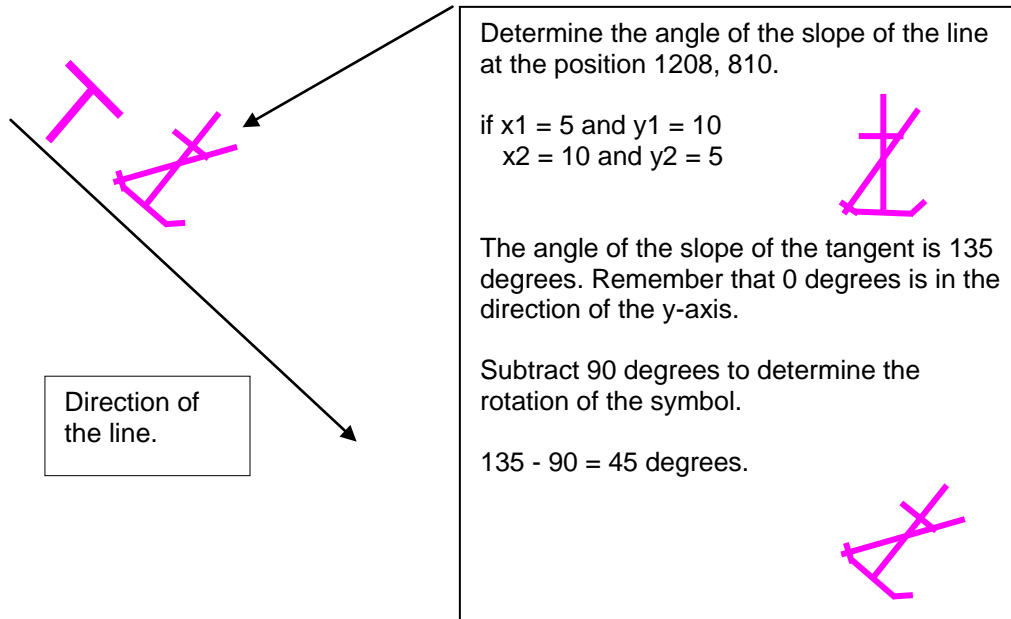 Determine the angle of the slope of the line
at the position 1208, 810.
if x1 = 5 and y1 = 10
x2 = 10 and y2 = 5
The angle of the slope of the tangent is 135
degrees. Remember that 0 degrees is in the
direction of the y-axis.
Subtract 90 degrees to determine the
rotation of the symbol.
135 - 90 = 45 degrees.
Direction of
the line.